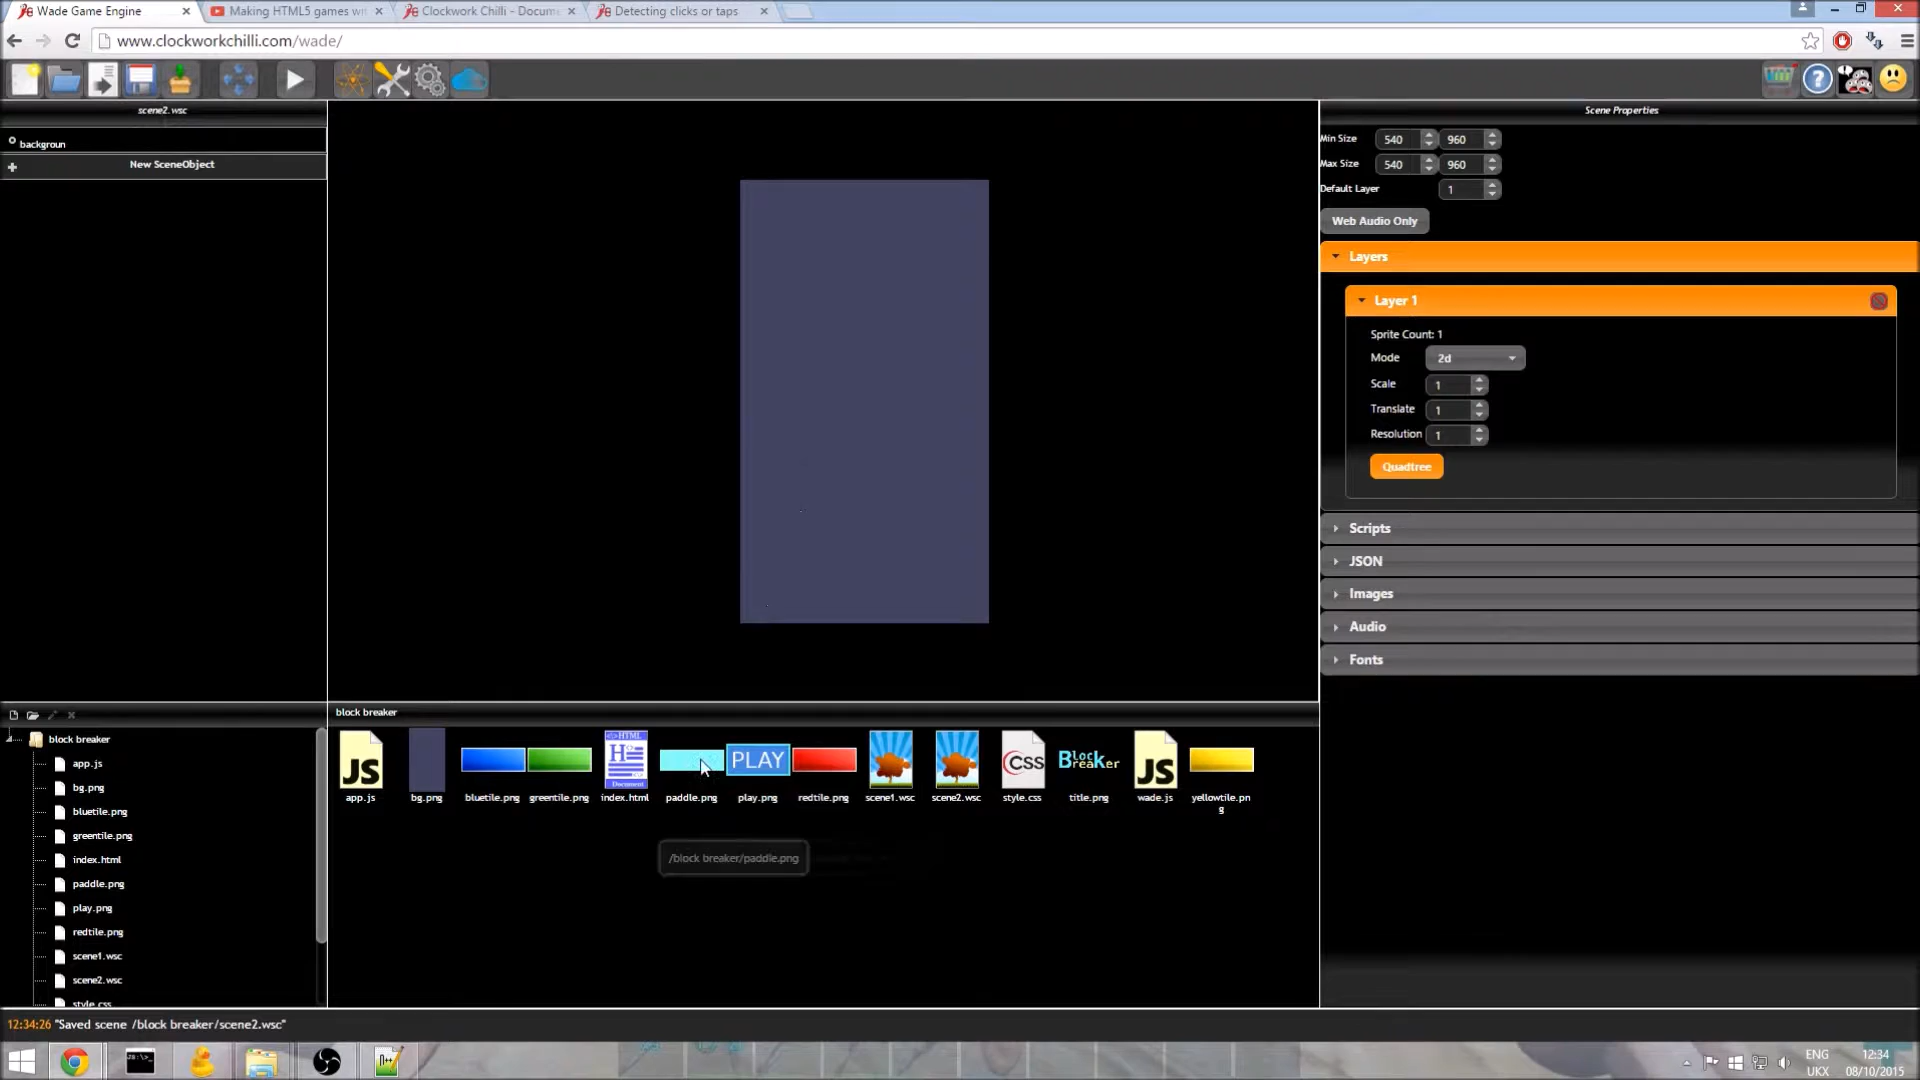 Wade Game Engine
Making HTML5 games wi
Clockwork Chilli - Docume
Detecting clicks or taps
www.clockworkchilli.com/wade/
scene2.wsc
Scene Properties
backgroun
New SceneObject
Min Size 540 960
Max Size 540 960
Default Layer 1
Web Audio Only
Layers
Layer 1
Sprite Count: 1
Mode 2d
Scale 1
Translate 1
Resolution 1
Quadtree
Scripts
JSON
Images
Audio
Fonts
block breaker
block breaker
app.js
bg.png
bluetile.png
greentile.png
index.html
paddle.png
play.png
redtile.png
scene1.wsc
scene2.wsc
style.css
JS
<> HTML
H
Document
PLAY
CSS
Block
Breaker
JS
app.js
bg.png
bluetile.png
greentile.png
index.html
paddle.png
play.png
redtile.png
scene1.wsc
scene2.wsc
style.css
title.png
wade.js
yellowtile.pn
g
/block breaker/paddle.png
12:34:26 "Saved scene /block breaker/scene2.wsc"
ENG
UKX
12:34
08/10/2015